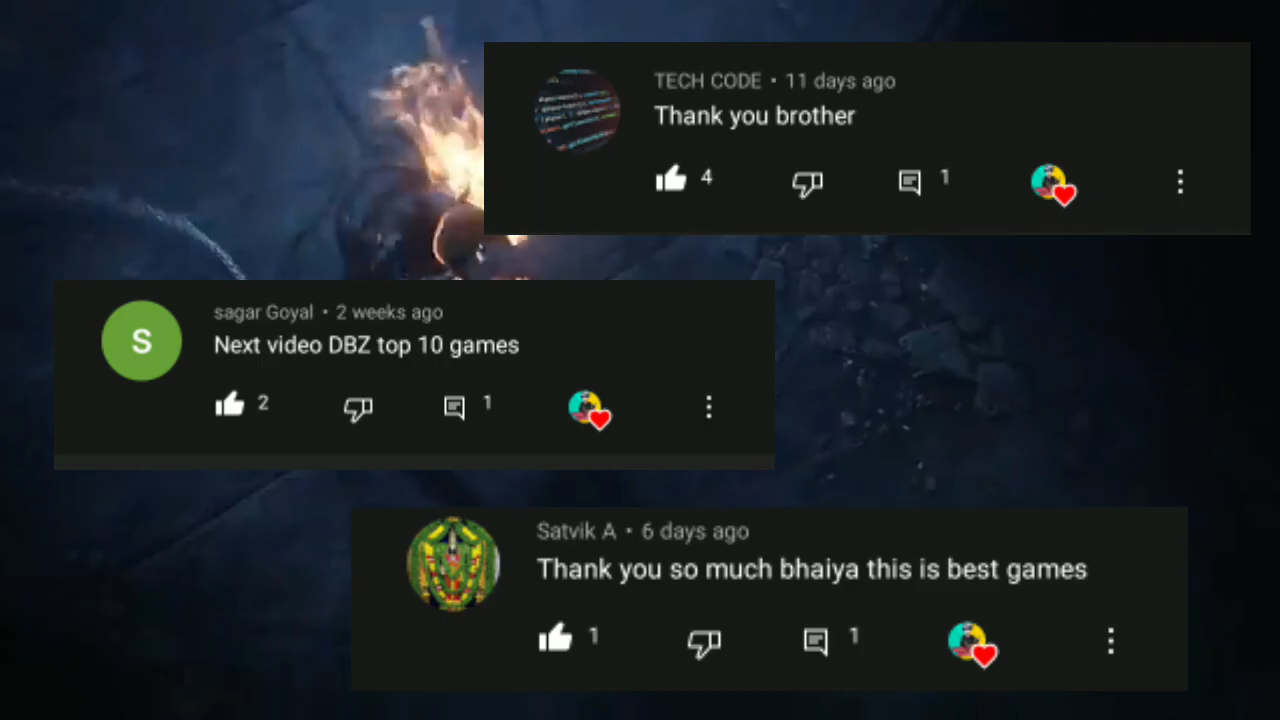 TECH CODE • 11 days ago
Thank you brother
4
1
sagar Goyal • 2 weeks ago
S
Next video DBZ top 10 games
2
1
Satvik A • 6 days ago
Thank you so much bhaiya this is best games
1
1